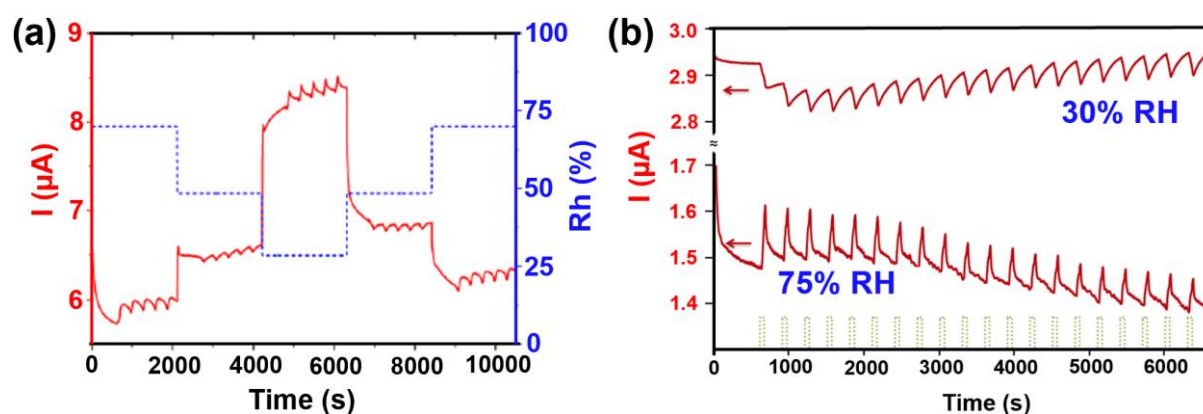 (a)
9
8
7
6
5
I (μA)
0 2000 4000 6000 8000 10000
Time (s)
100
75
50
25
0
Rh (%)
(b)
3.0
2.9
2.8
≈
1.7
1.6
1.5
1.4
I (μA)
30% RH
75% RH
0 1000 2000 3000 4000 5000 6000
Time (s)